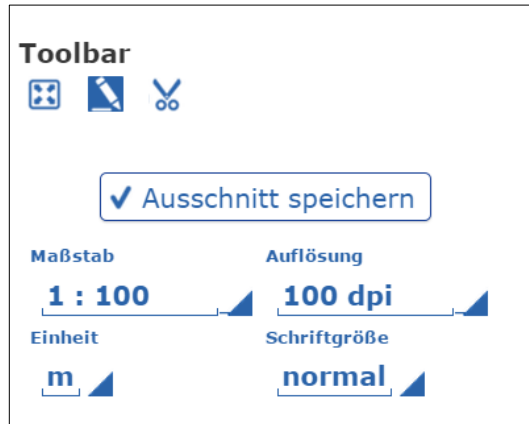 Toolbar
Ausschnitt speichern
Maßstab
Auflösung
1 : 100
100 dpi
Einheit
Schriftgröße
m
normal